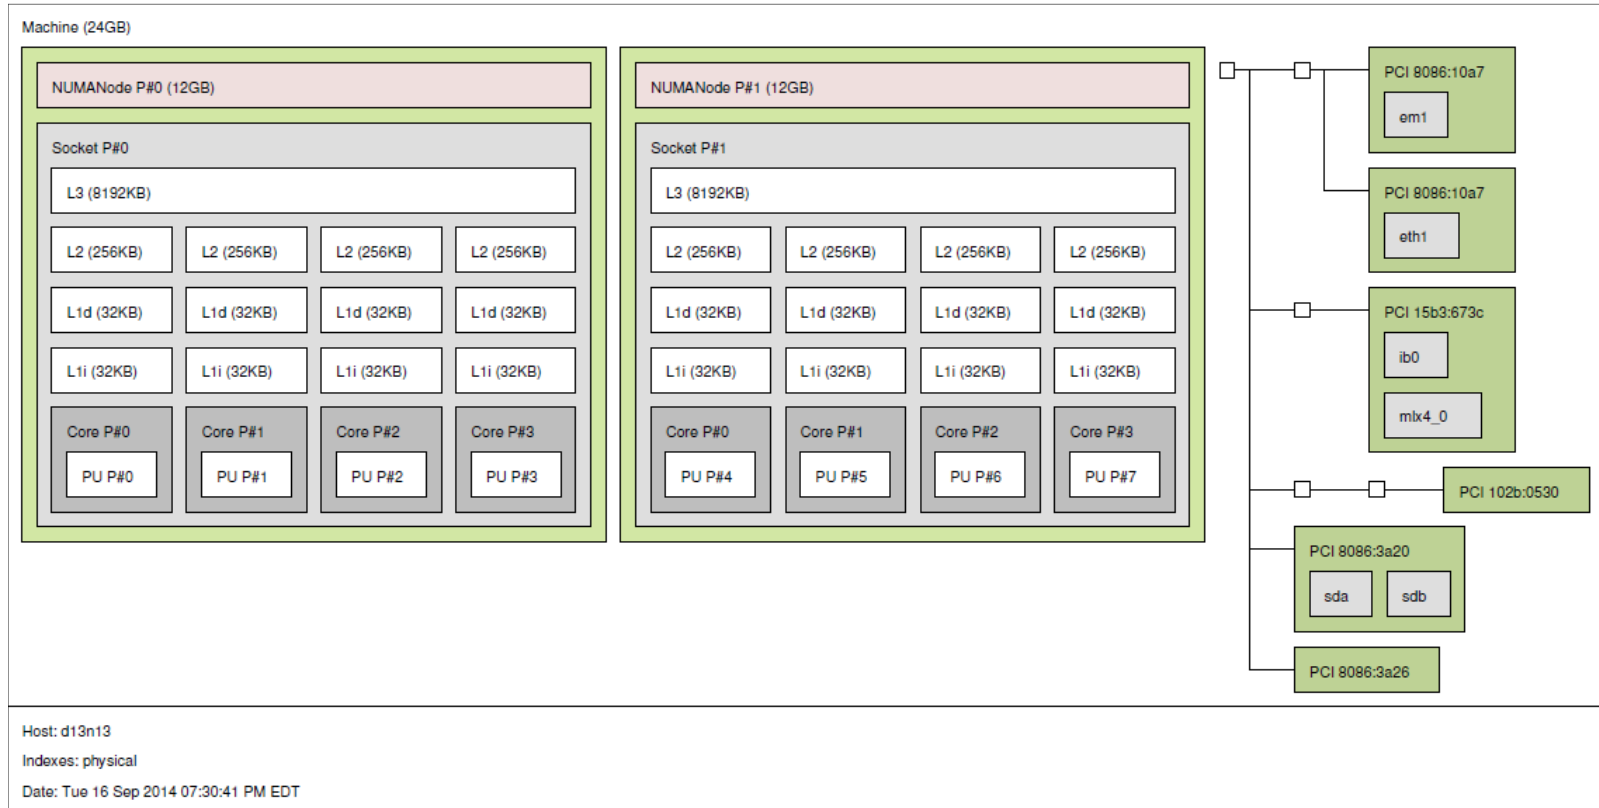 Machine (24GB)
NUMANode P#0 (12GB)
Socket P#0
L3 (8192KB)
L2 (256KB) L2 (256KB) L2 (256KB) L2 (256KB)
L1d (32KB) L1d (32KB) L1d (32KB) L1d (32KB)
L1i (32KB) L1i (32KB) L1i (32KB) L1i (32KB)
Core P#0 Core P#1 Core P#2 Core P#3
PU P#0 PU P#1 PU P#2 PU P#3
NUMANode P#1 (12GB)
Socket P#1
L3 (8192KB)
L2 (256KB) L2 (256KB) L2 (256KB) L2 (256KB)
L1d (32KB) L1d (32KB) L1d (32KB) L1d (32KB)
L1i (32KB) L1i (32KB) L1i (32KB) L1i (32KB)
Core P#0 Core P#1 Core P#2 Core P#3
PU P#4 PU P#5 PU P#6 PU P#7
PCI 8086:10a7
em1
PCI 8086:10a7
eth1
PCI 15b3:673c
ib0
mlx4_0
PCI 102b:0530
PCI 8086:3a20
sda sdb
PCI 8086:3a26
Host: d13n13
Indexes: physical
Date: Tue 16 Sep 2014 07:30:41 PM EDT